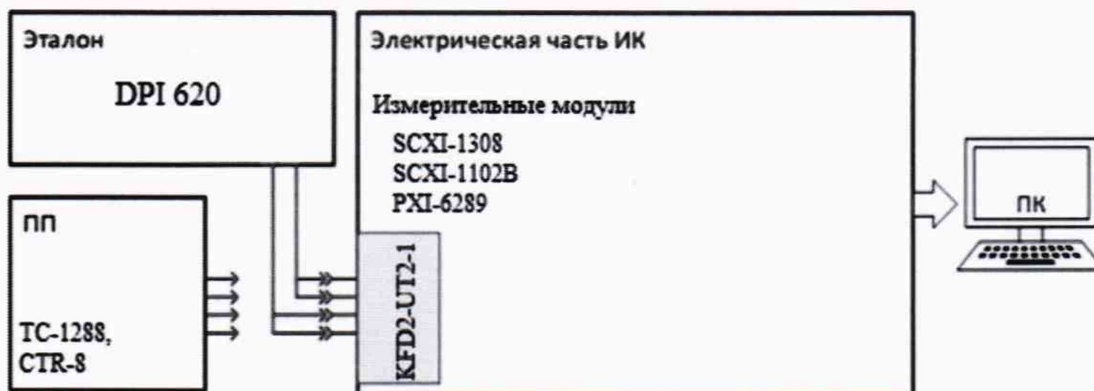 Эталон
DPI 620
ПП
ТС-1288,
CTR-8
Электрическая часть ИК
Измерительные модули
SCXI-1308
SCXI-1102B
PXI-6289
KFD2-UT2-1
ПК